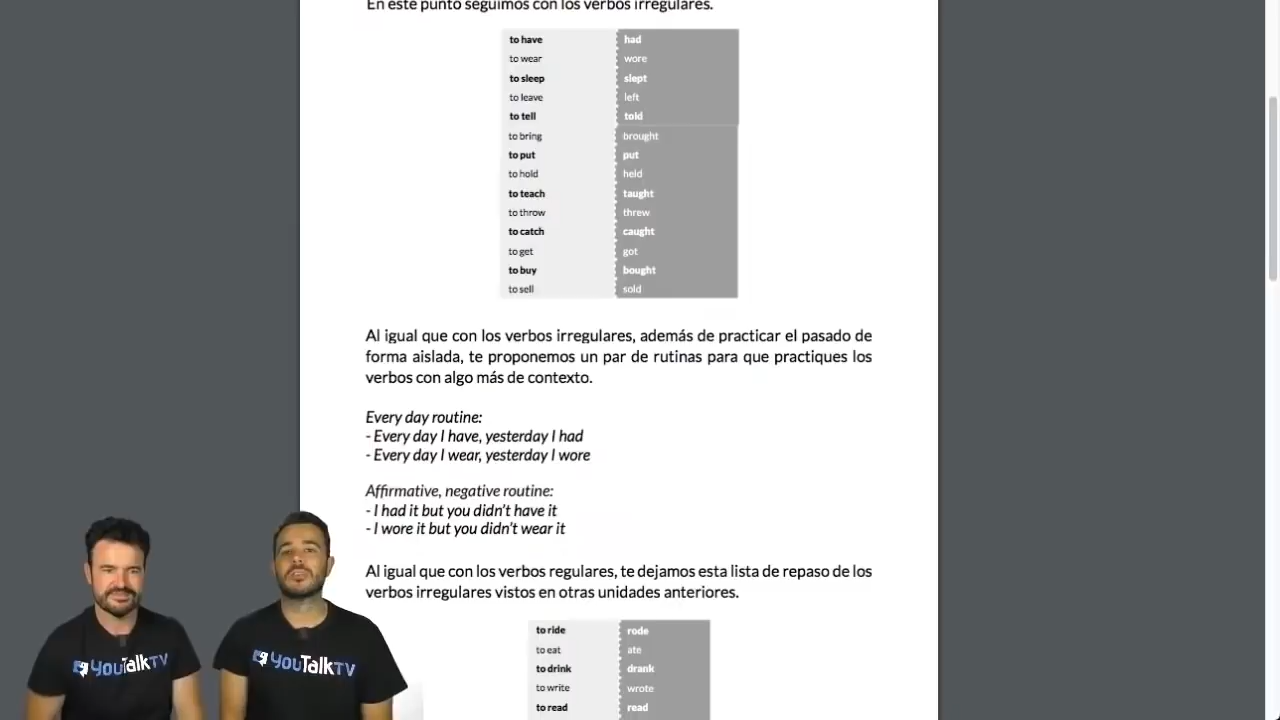 En este punto seguimos con los verbos irregulares.
to have had
to wear wore
to sleep slept
to leave left
to tell told
to bring brought
to put put
to hold held
to teach taught
to throw threw
to catch caught
to get got
to buy bought
to sell sold
Al igual que con los verbos irregulares, además de practicar el pasado de
forma aislada, te proponemos un par de rutinas para que practiques los
verbos con algo más de contexto.
Every day routine:
- Every day I have, yesterday I had
- Every day I wear, yesterday I wore
Affirmative, negative routine:
- I had it but you didn't have it
- I wore it but you didn't wear it
Al igual que con los verbos regulares, te dejamos esta lista de repaso de los
verbos irregulares vistos en otras unidades anteriores.
to ride rode
to eat ate
to drink drank
to write wrote
to read read
YouTalkTV
YouTalkTV